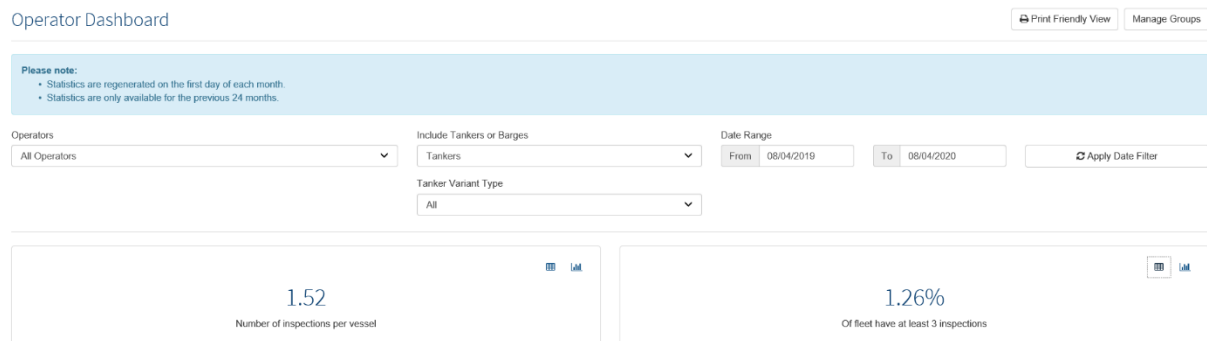 Operator Dashboard
Print Friendly View
Manage Groups
Please note:
• Statistics are regenerated on the first day of each month.
• Statistics are only available for the previous 24 months.
Operators
Include Tankers or Barges
Date Range
All Operators
Tankers
From 08/04/2019
To 08/04/2020
Apply Date Filter
Tanker Variant Type
All
1.52
Number of inspections per vessel
1.26%
Of fleet have at least 3 inspections